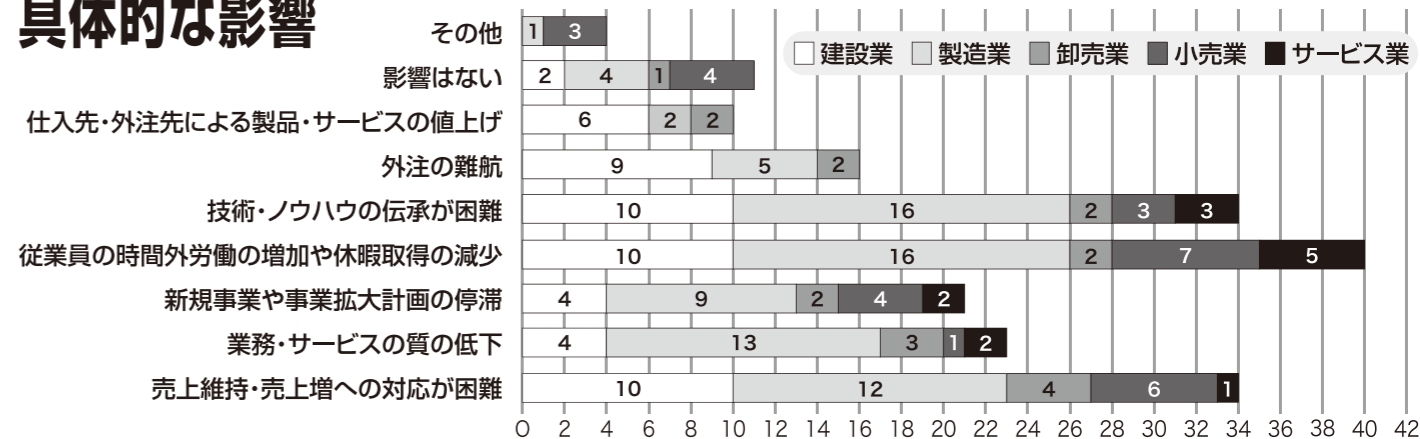 具体的な影響
□建設業 ■製造業 ■卸売業 ■小売業 ■サービス業
その他 1 3
影響はない 2 4 1 4
仕入先・外注先による製品・サービスの値上げ 6 2 2
外注の難航 9 5 2
技術・ノウハウの伝承が困難 10 16 2 3 3
従業員の時間外労働の増加や休暇取得の減少 10 16 2 7 5
新規事業や事業拡大計画の停滞 4 9 2 4 2
業務・サービスの質の低下 4 13 3 1 2
売上維持・売上増への対応が困難 10 12 4 6 1
0 2 4 6 8 10 12 14 16 18 20 22 24 26 28 30 32 34 36 38 40 42